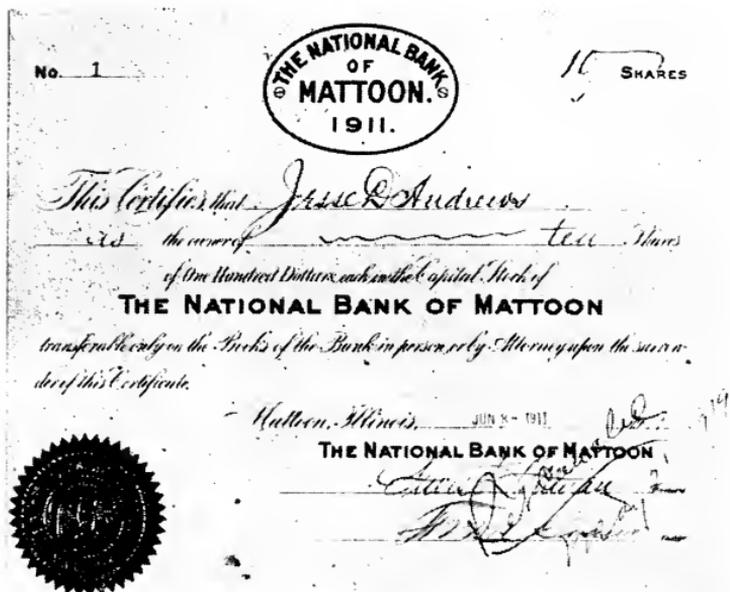 No. 1
THE NATIONAL BANK
OF
MATTOON.
1911.
10 SHARES
This Certifies that Jesse D Andrews
is the owner of ten Shares
of One Hundred Dollars each in the Capital Stock of
THE NATIONAL BANK OF MATTOON
transferable only on the Books of the Bank in person or by Attorney upon the surren-
der of this Certificate.
Mattoon, Illinois, JUN 8 - 1911
THE NATIONAL BANK OF MATTOON